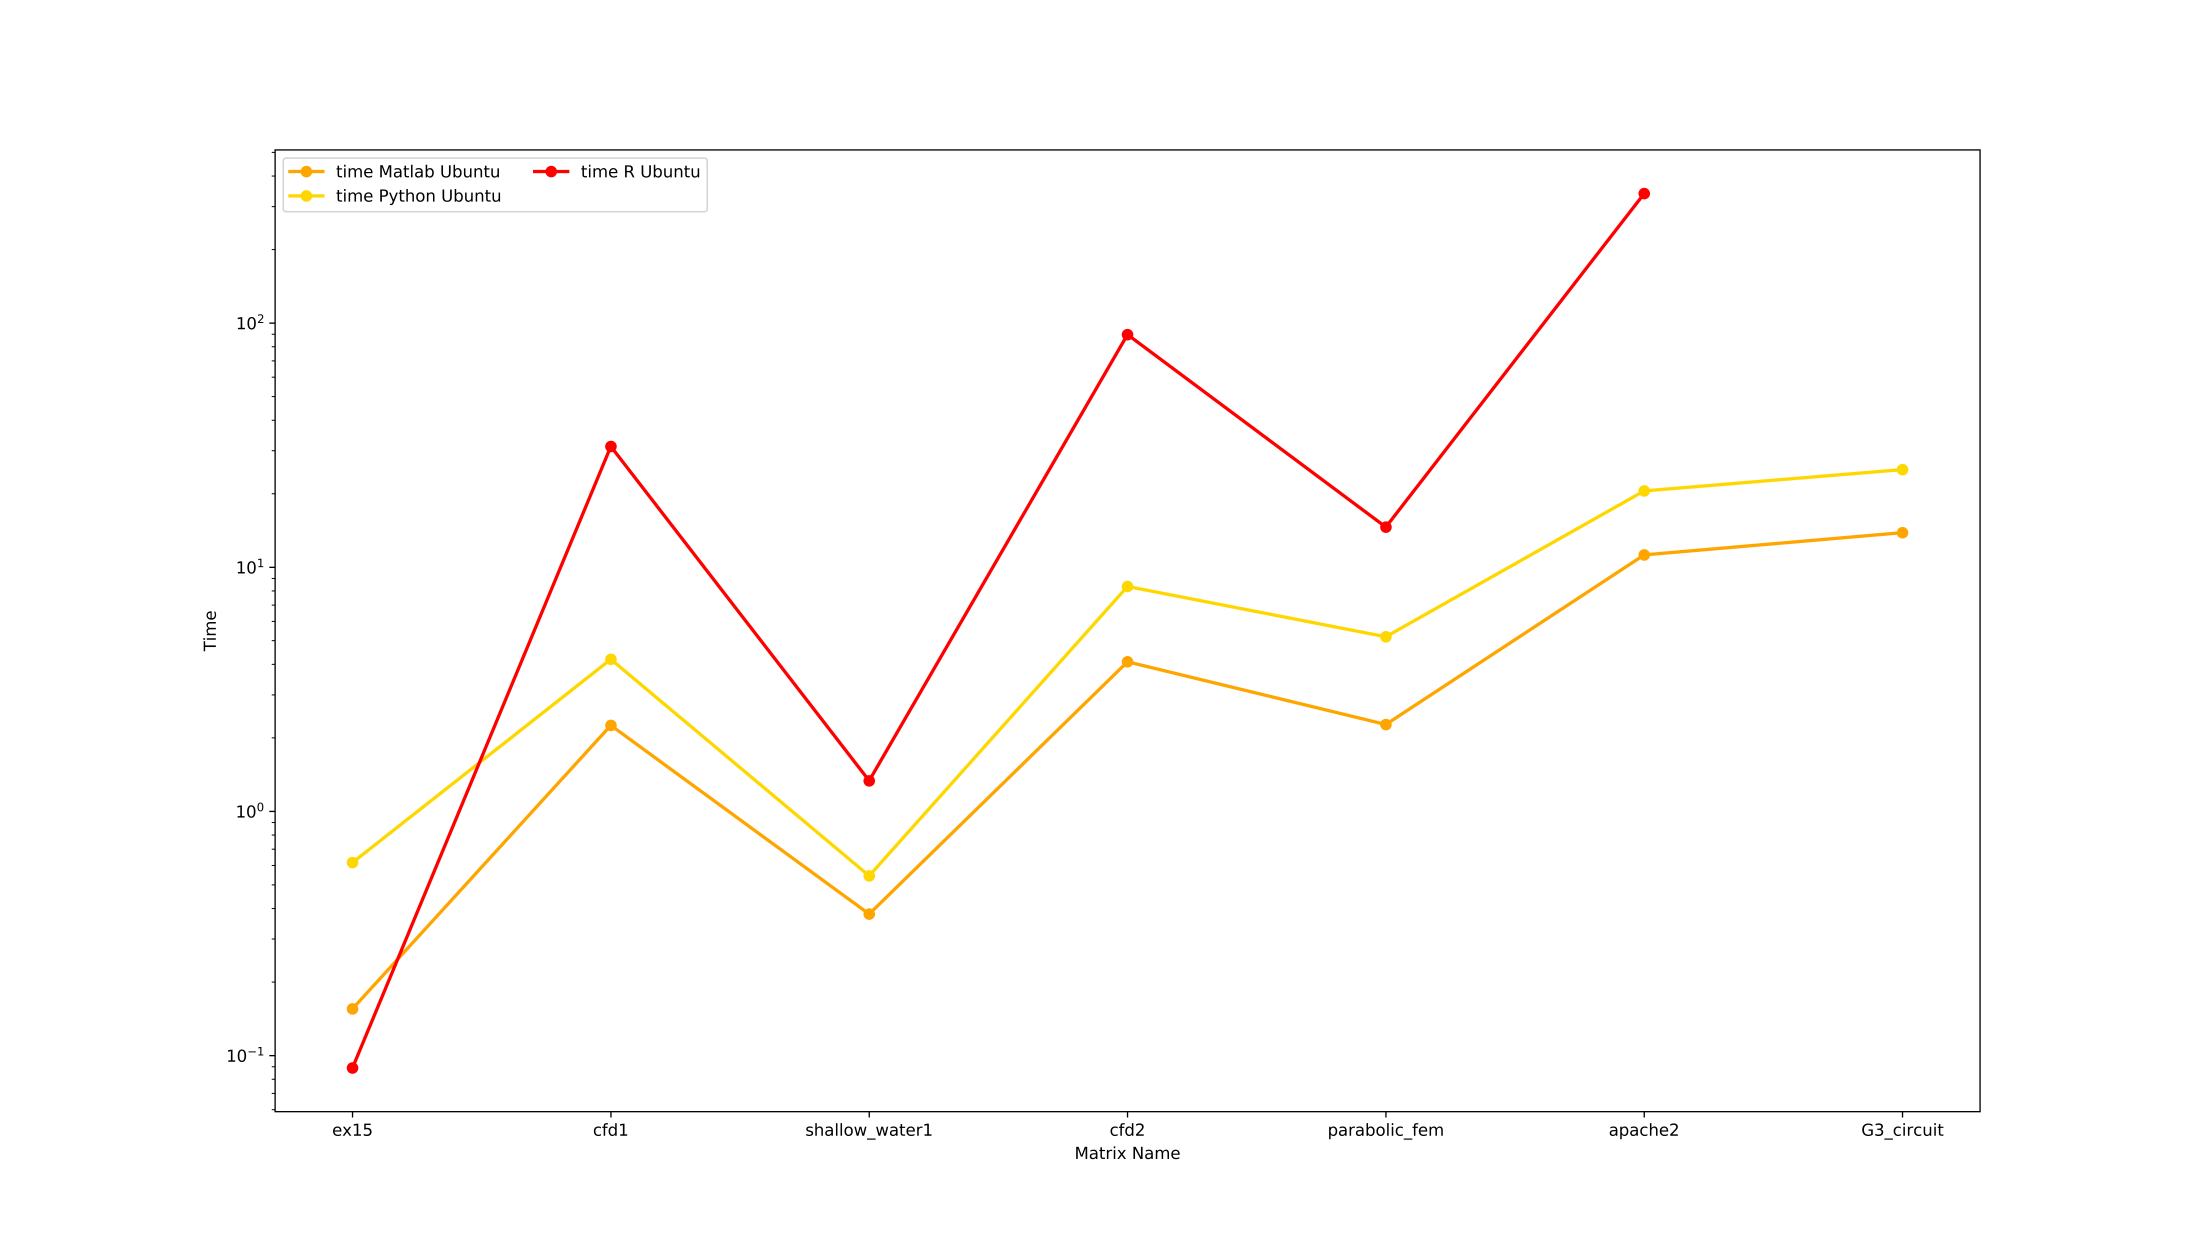 time Matlab Ubuntu
time Python Ubuntu
time R Ubuntu
10²
10¹
10⁰
10⁻¹
Time
ex15 cfd1 shallow_water1 cfd2 parabolic_fem apache2 G3_circuit
Matrix Name